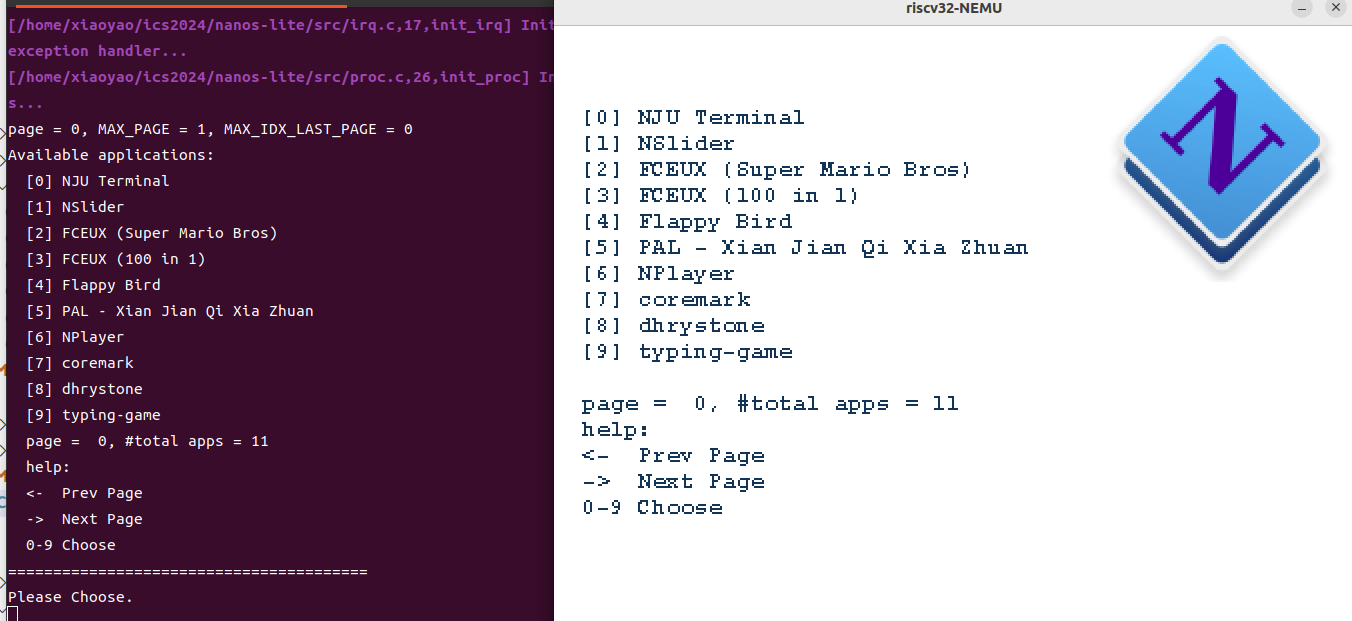 [/home/xiaoyao/ics2024/nanos-lite/src/irq.c,17,init_irq] Init
exception handler...
[/home/xiaoyao/ics2024/nanos-lite/src/proc.c,26,init_proc] In
s...
page = 0, MAX_PAGE = 1, MAX_IDX_LAST_PAGE = 0
Available applications:
[0] NJU Terminal
[1] NSlider
[2] FCEUX (Super Mario Bros)
[3] FCEUX (100 in 1)
[4] Flappy Bird
[5] PAL - Xian Jian Qi Xia Zhuan
[6] NPlayer
[7] coremark
[8] dhrystone
[9] typing-game
page =  0, #total apps = 11
help:
<-  Prev Page
->  Next Page
0-9 Choose
========================================
Please Choose.
riscv32-NEMU
N
[0] NJU Terminal
[1] NSlider
[2] FCEUX (Super Mario Bros)
[3] FCEUX (100 in 1)
[4] Flappy Bird
[5] PAL - Xian Jian Qi Xia Zhuan
[6] NPlayer
[7] coremark
[8] dhrystone
[9] typing-game
page =  0, #total apps = 11
help:
<-  Prev Page
->  Next Page
0-9 Choose